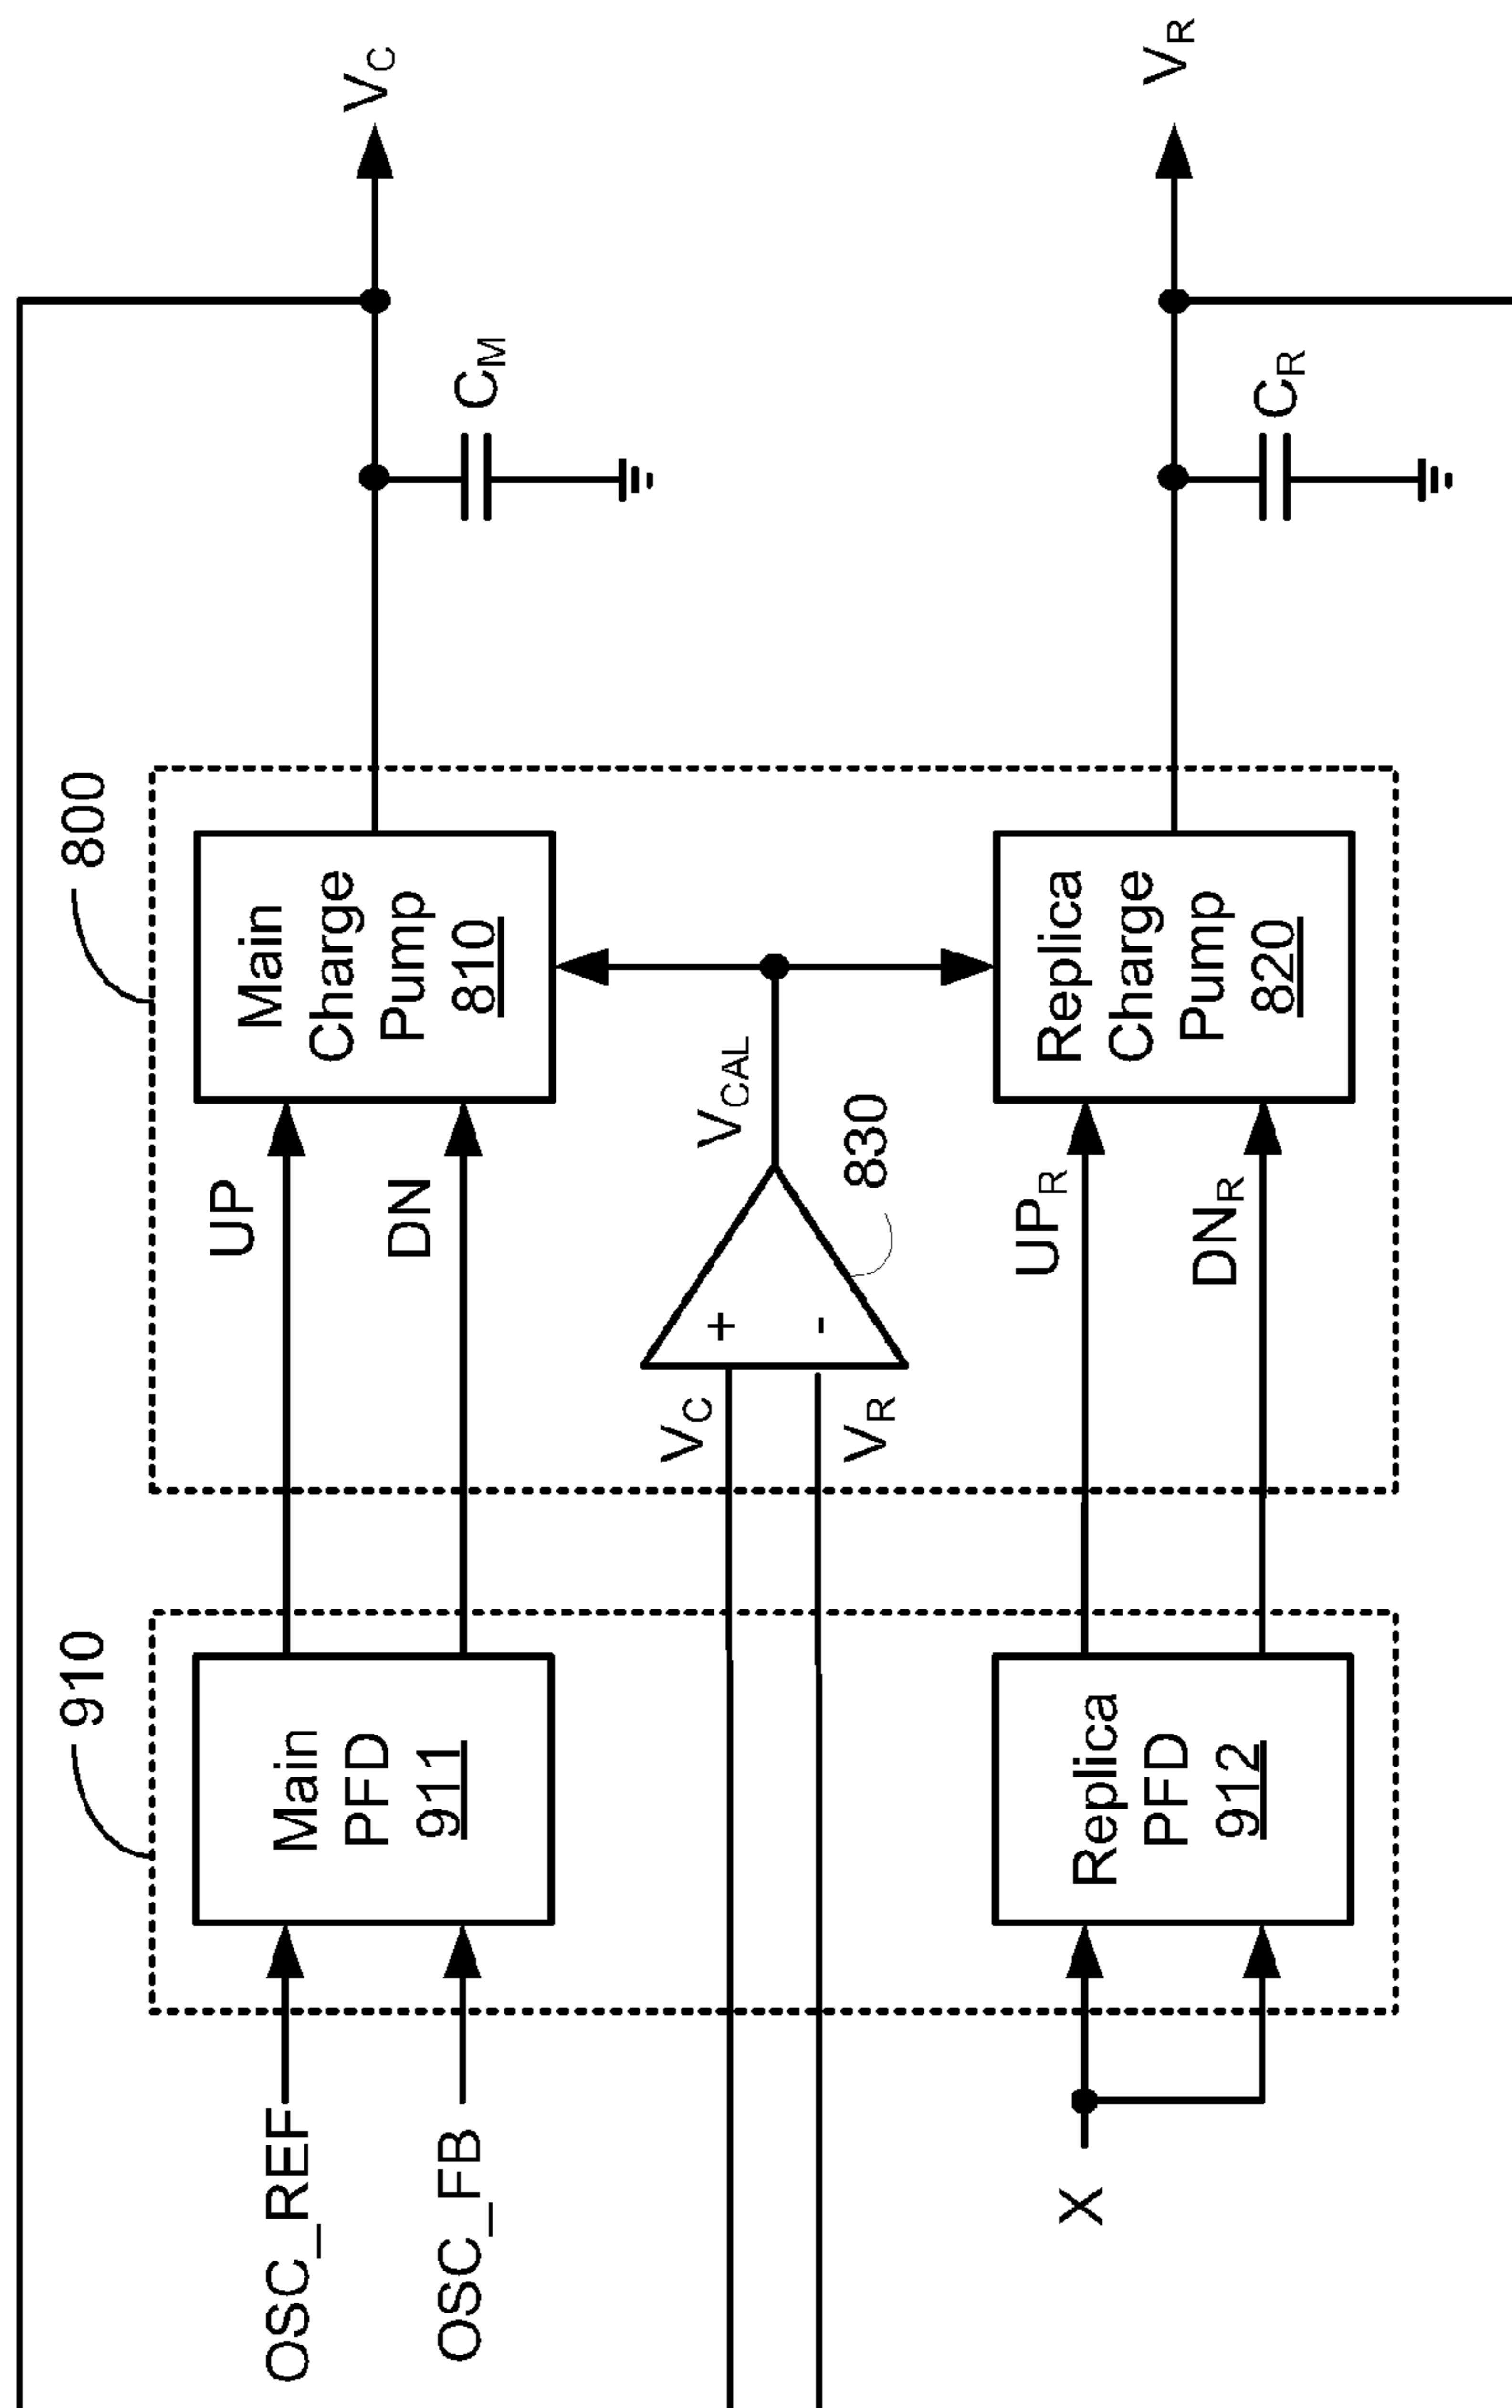 910
800
OSC_REF
OSC_FB
Main
PFD
911
UP
DN
Main
Charge
Pump
810
C_M
V_C
V_C
+
V_R
-
V_CAL
830
X
Replica
PFD
912
UP_R
DN_R
Replica
Charge
Pump
820
C_R
V_R